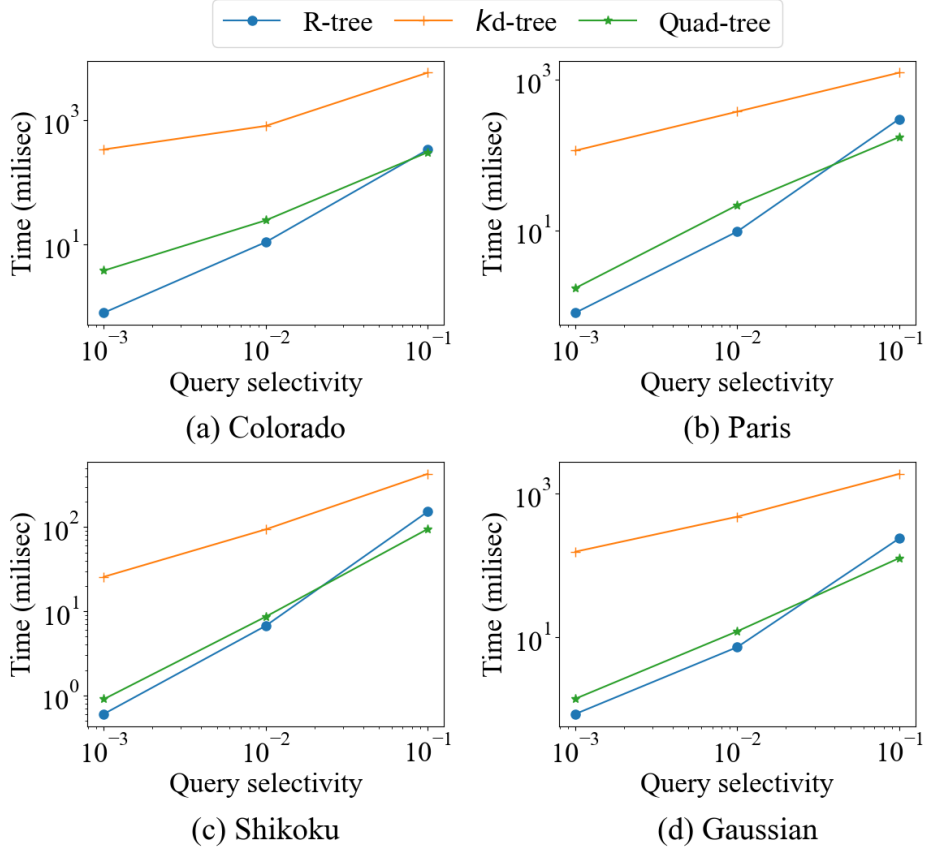 R-tree kd-tree Quad-tree
Time (milisec)
10^3
10^1
10^−3 10^−2 10^−1
Query selectivity
(a) Colorado
Time (milisec)
10^3
10^1
10^−3 10^−2 10^−1
Query selectivity
(b) Paris
Time (milisec)
10^2
10^1
10^0
10^−3 10^−2 10^−1
Query selectivity
(c) Shikoku
Time (milisec)
10^3
10^1
10^−3 10^−2 10^−1
Query selectivity
(d) Gaussian